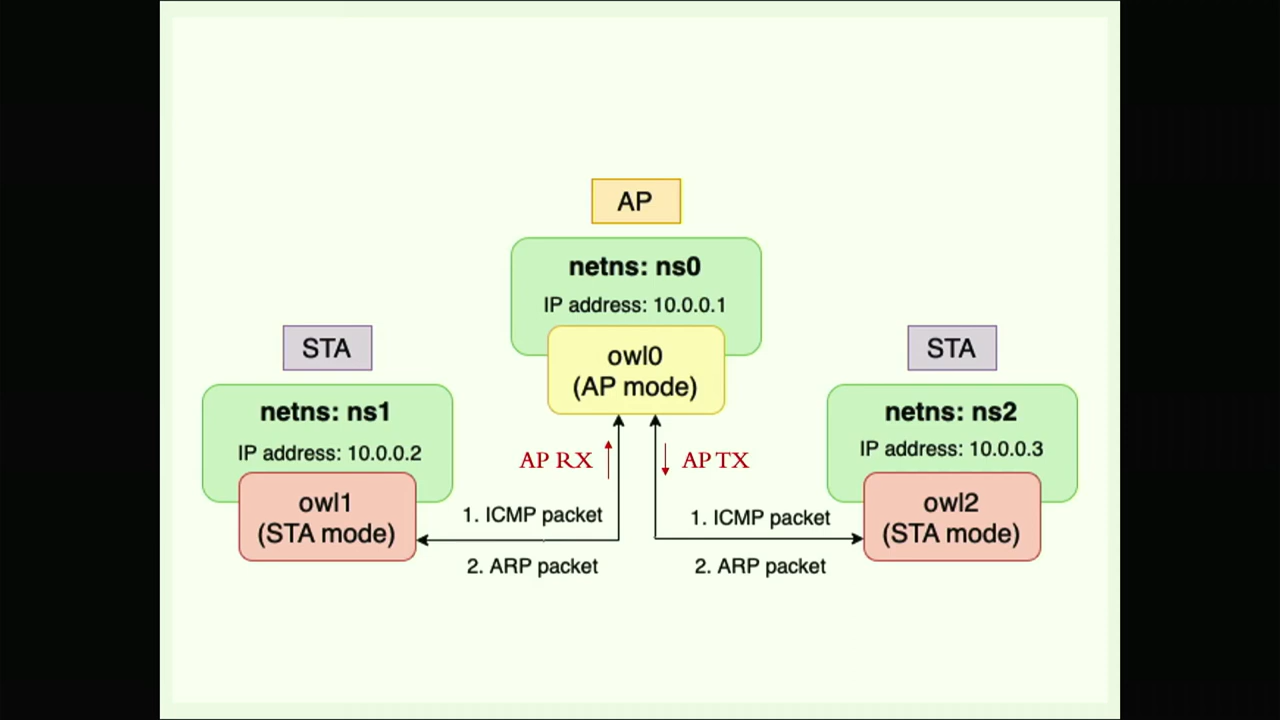 AP
netns: ns0
IP address: 10.0.0.1
owl0
(AP mode)
STA
netns: ns1
IP address: 10.0.0.2
owl1
(STA mode)
STA
netns: ns2
IP address: 10.0.0.3
owl2
(STA mode)
AP RX
AP TX
1. ICMP packet
2. ARP packet
1. ICMP packet
2. ARP packet